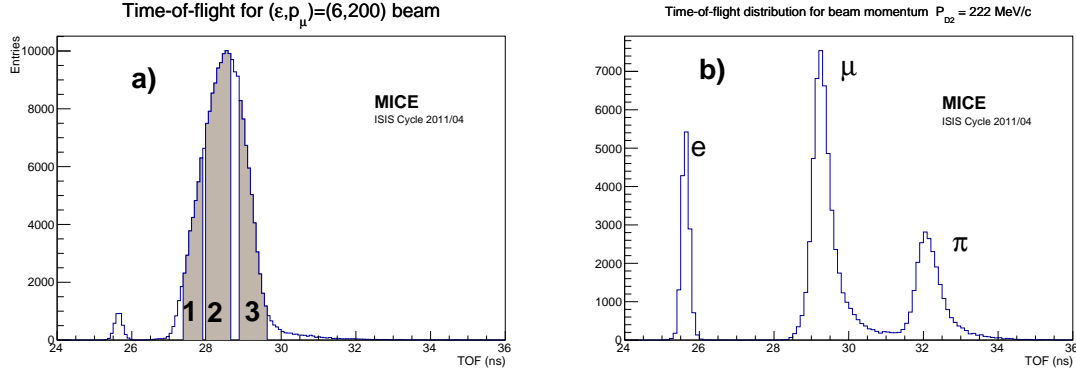 Time-of-flight for (ε,pμ)=(6,200) beam
Entries
10000
8000
6000
4000
2000
0
a)
MICE
ISIS Cycle 2011/04
1 2 3
24 26 28 30 32 34 36
TOF (ns)
Time-of-flight distribution for beam momentum P_D2 = 222 MeV/c
7000
6000
5000
4000
3000
2000
1000
0
b)
μ
e
π
MICE
ISIS Cycle 2011/04
24 26 28 30 32 34 36
TOF (ns)